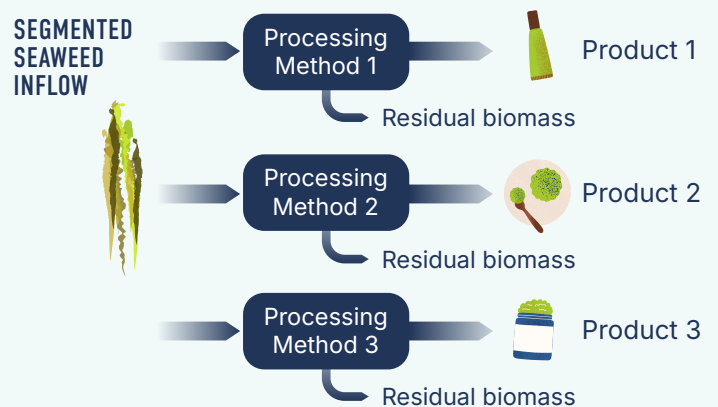 SEGMENTED
SEAWEED
INFLOW
Processing
Method 1
Product 1
Residual biomass
Processing
Method 2
Product 2
Residual biomass
Processing
Method 3
Product 3
Residual biomass